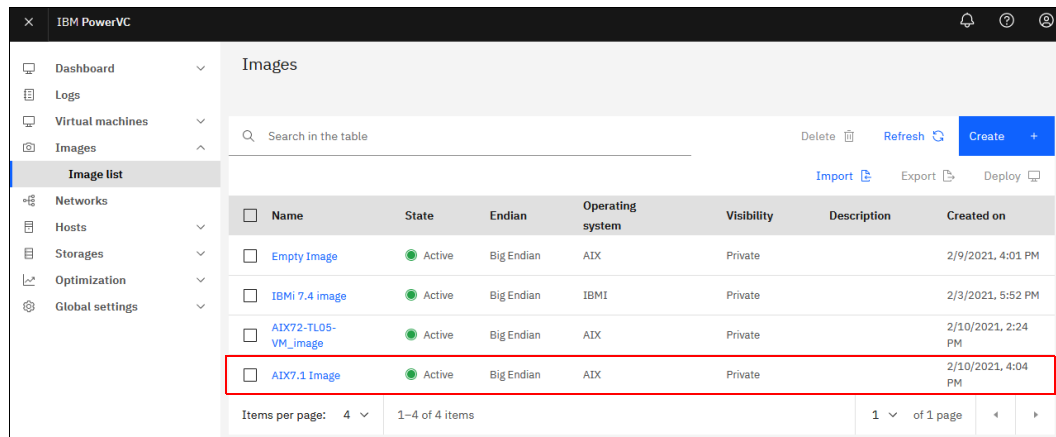 IBM PowerVC
Dashboard
Logs
Virtual machines
Images
Image list
Networks
Hosts
Storages
Optimization
Global settings
Images
Search in the table
Delete
Refresh
Create +
Import
Export
Deploy
Name State Endian Operating system Visibility Description Created on
Empty Image Active Big Endian AIX Private 2/9/2021, 4:01 PM
IBMi 7.4 image Active Big Endian IBMI Private 2/3/2021, 5:52 PM
AIX72-TL05-VM_image Active Big Endian AIX Private 2/10/2021, 2:24 PM
AIX7.1 Image Active Big Endian AIX Private 2/10/2021, 4:04 PM
Items per page: 4 1–4 of 4 items 1 of 1 page